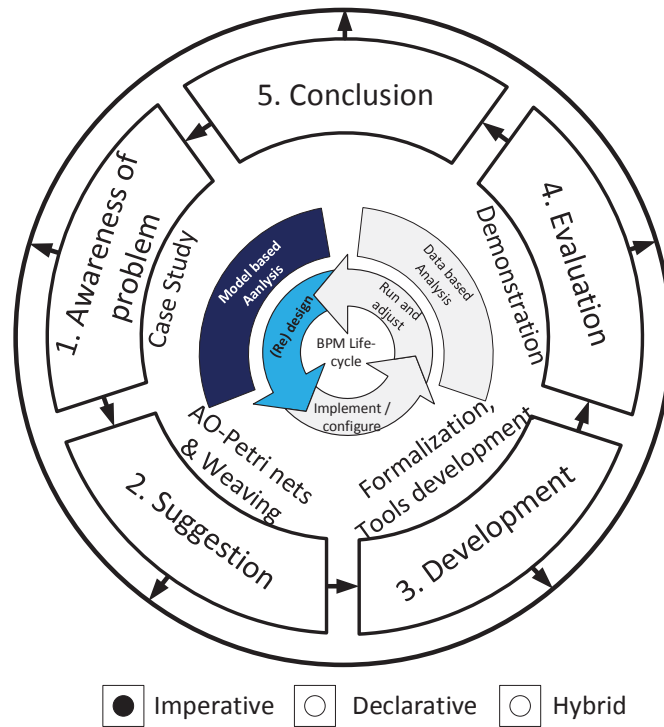 5. Conclusion
1. Awareness of
problem
Case Study
4. Evaluation
Demonstration
Model based
Aanlysis
Data based
Analysis
(Re) design
Run and
adjust
BPM Life-
cycle
Implement /
configure
AO-Petri nets
& Weaving
2. Suggestion
Formalization,
Tools development
3. Development
Imperative
Declarative
Hybrid